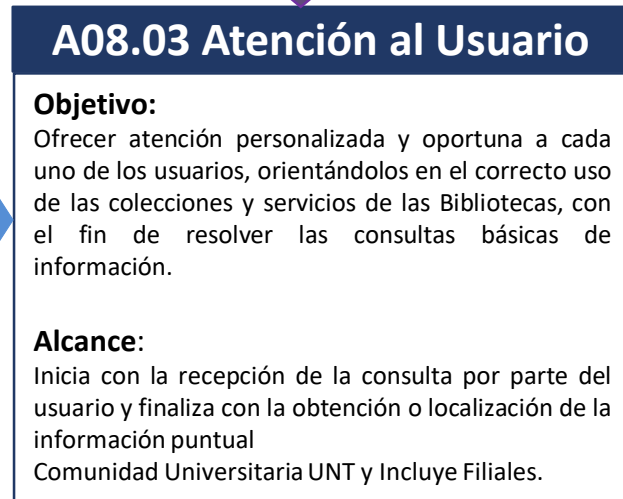 A08.03 Atención al Usuario
Objetivo:
Ofrecer atención personalizada y oportuna a cada
uno de los usuarios, orientándolos en el correcto uso
de las colecciones y servicios de las Bibliotecas, con
el fin de resolver las consultas básicas de
información.
Alcance:
Inicia con la recepción de la consulta por parte del
usuario y finaliza con la obtención o localización de la
información puntual
Comunidad Universitaria UNT y Incluye Filiales.